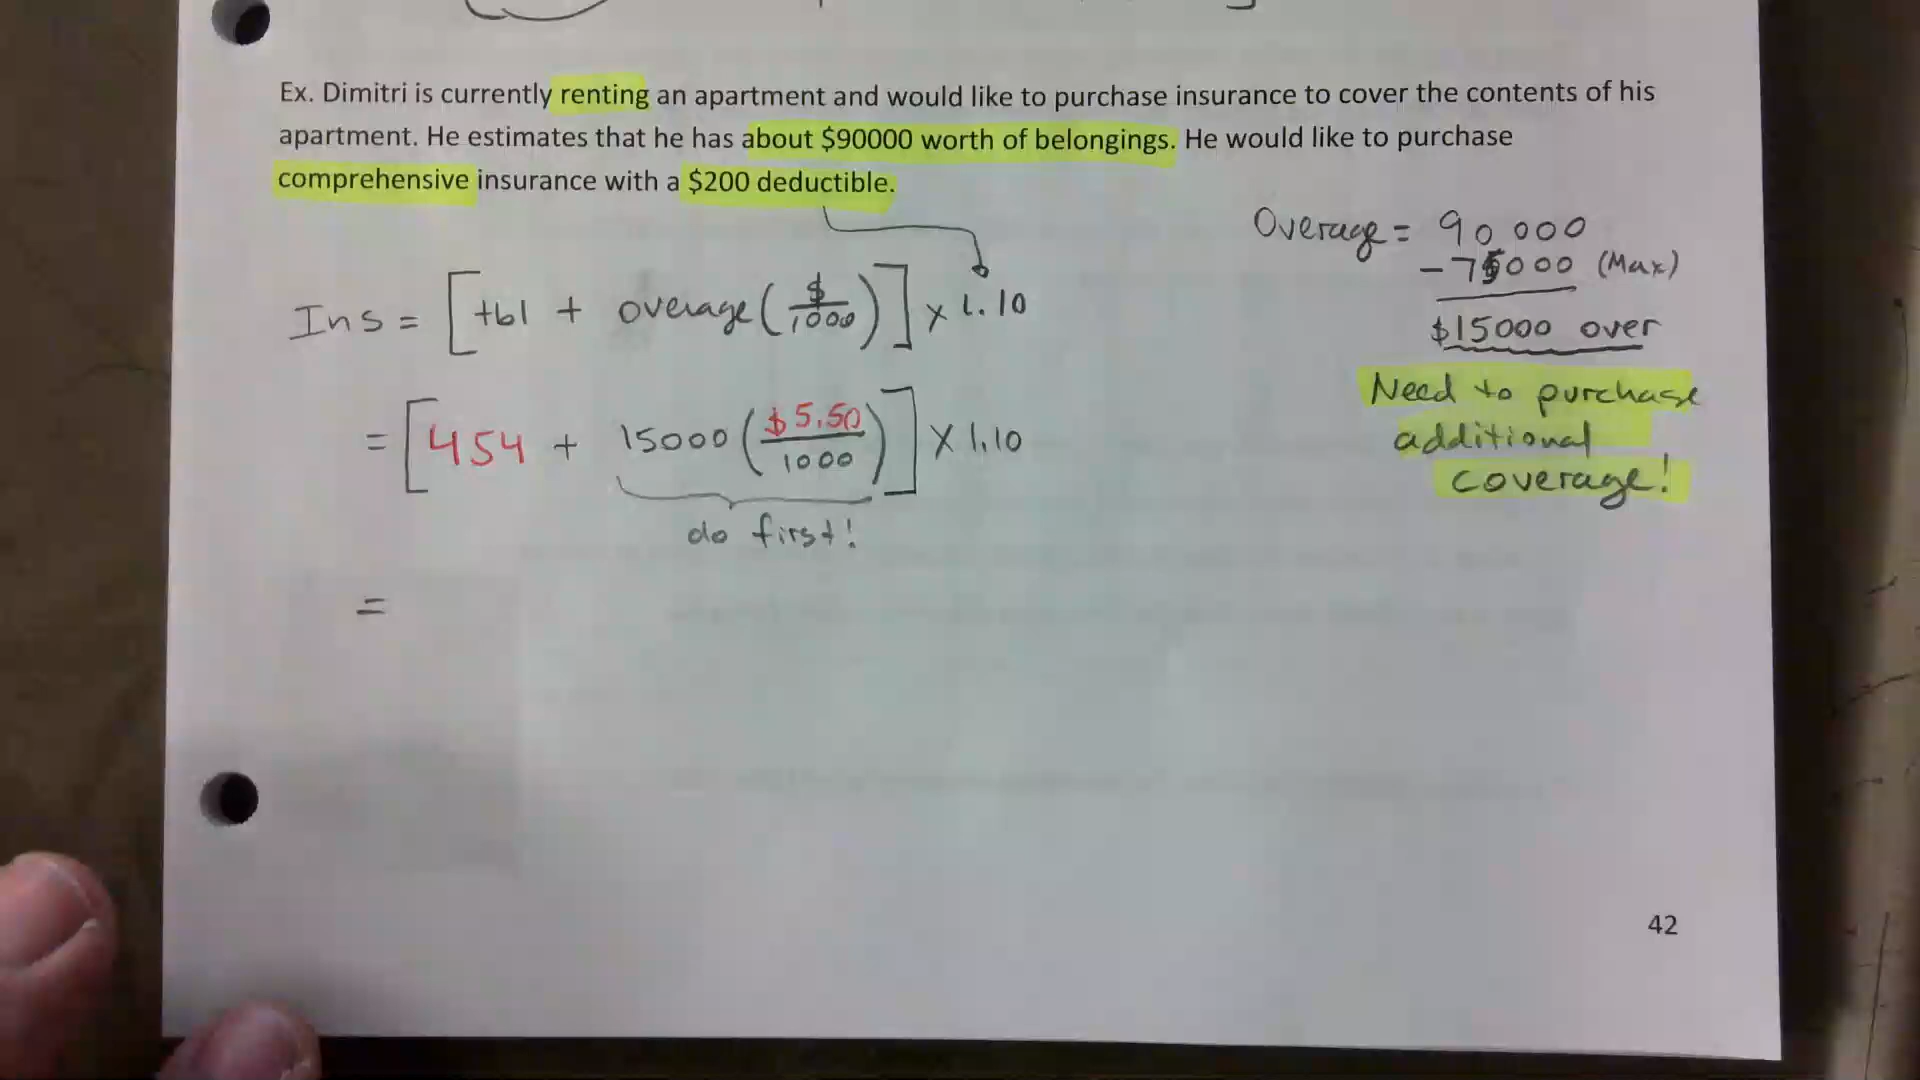 Ex. Dimitri is currently renting an apartment and would like to purchase insurance to cover the contents of his
apartment. He estimates that he has about $90000 worth of belongings. He would like to purchase
comprehensive insurance with a $200 deductible.
Overage = 90 000
- 75000 (Max)
$15000 over
Need to purchase
additional
coverage!
Ins = [tbl + overage($/1000)] x 1.10
= [454 + 15000($5.50/1000)] x 1.10
do first!
=
42